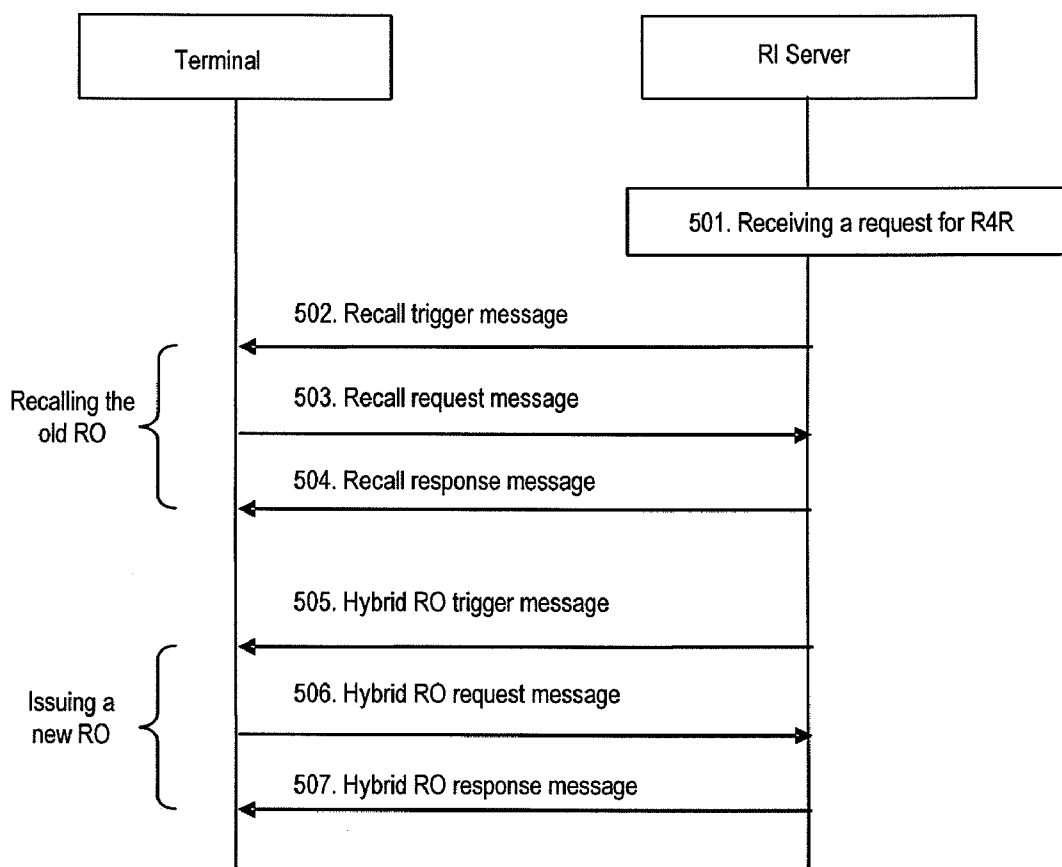 Terminal
RI Server
501. Receiving a request for R4R
502. Recall trigger message
Recalling the
old RO
503. Recall request message
504. Recall response message
505. Hybrid RO trigger message
Issuing a
new RO
506. Hybrid RO request message
507. Hybrid RO response message